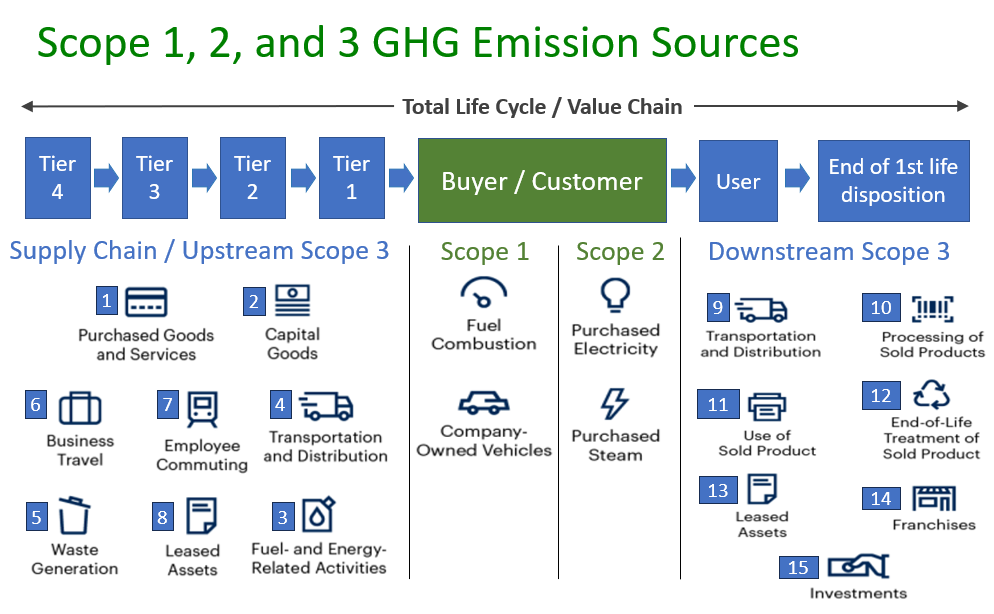 Scope 1, 2, and 3 GHG Emission Sources
Total Life Cycle / Value Chain
Tier
4
Tier
3
Tier
2
Tier
1
Buyer / Customer
User
End of 1st life
disposition
Supply Chain / Upstream Scope 3
1
Purchased Goods
and Services
2
Capital
Goods
6
Business
Travel
7
Employee
Commuting
4
Transportation
and Distribution
5
Waste
Generation
8
Leased
Assets
3
Fuel- and Energy-
Related Activities
Scope 1
Fuel
Combustion
Company-
Owned Vehicles
Scope 2
Purchased
Electricity
Purchased
Steam
Downstream Scope 3
9
Transportation
and Distribution
10
Processing of
Sold Products
11
Use of
Sold Product
12
End-of-Life
Treatment of
Sold Product
13
Leased
Assets
14
Franchises
15
Investments